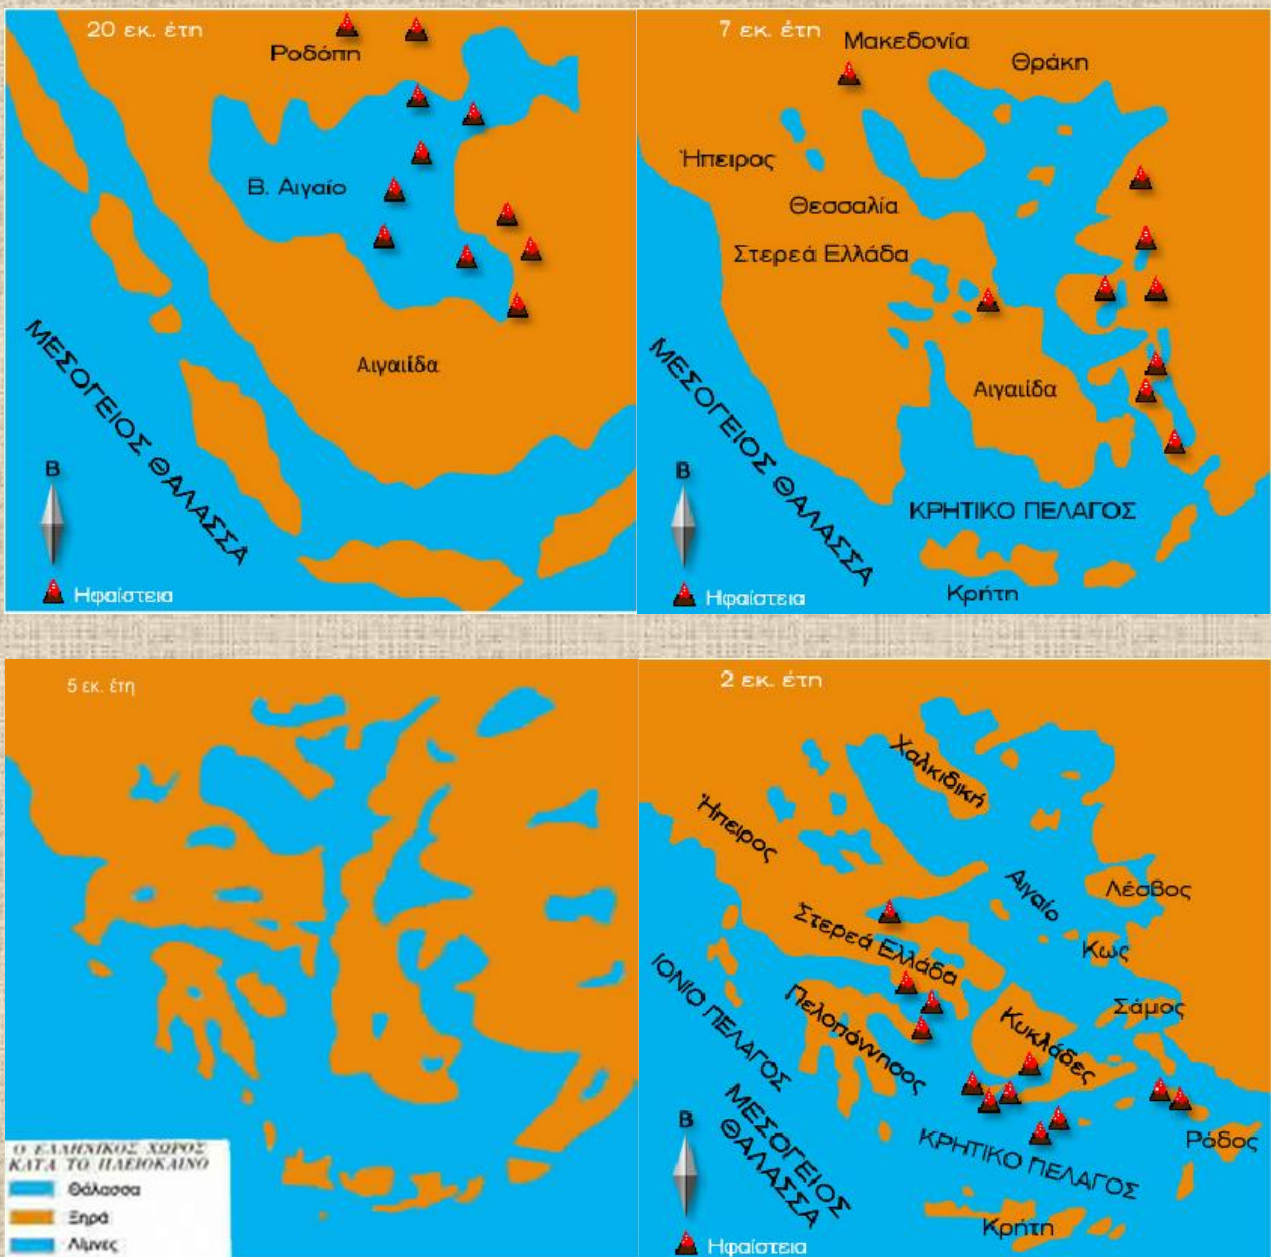 20 εκ. έτη
Ροδόπη
Β. Αιγαίο
Αιγαιίδα
ΜΕΣΟΓΕΙΟΣ ΘΑΛΑΣΣΑ
Β
Ηφαίστεια
7 εκ. έτη
Μακεδονία
Θράκη
Ήπειρος
Θεσσαλία
Στερεά Ελλάδα
Αιγαιίδα
ΜΕΣΟΓΕΙΟΣ ΘΑΛΑΣΣΑ
ΚΡΗΤΙΚΟ ΠΕΛΑΓΟΣ
Κρήτη
Β
Ηφαίστεια
5 εκ. έτη
Ο ΕΛΛΗΝΙΚΟΣ ΧΩΡΟΣ
ΚΑΤΑ ΤΟ ΠΛΕΙΟΚΑΙΝΟ
Θάλασσα
Ξηρά
Λίμνες
2 εκ. έτη
Χαλκιδική
Ήπειρος
Αιγαίο
Λέσβος
Στερεά Ελλάδα
Κως
ΙΟΝΙΟ ΠΕΛΑΓΟΣ
Πελοπόννησος
Κυκλάδες
Σάμος
ΜΕΣΟΓΕΙΟΣ
ΘΑΛΑΣΣΑ
ΚΡΗΤΙΚΟ ΠΕΛΑΓΟΣ
Ρόδος
Κρήτη
Β
Ηφαίστεια